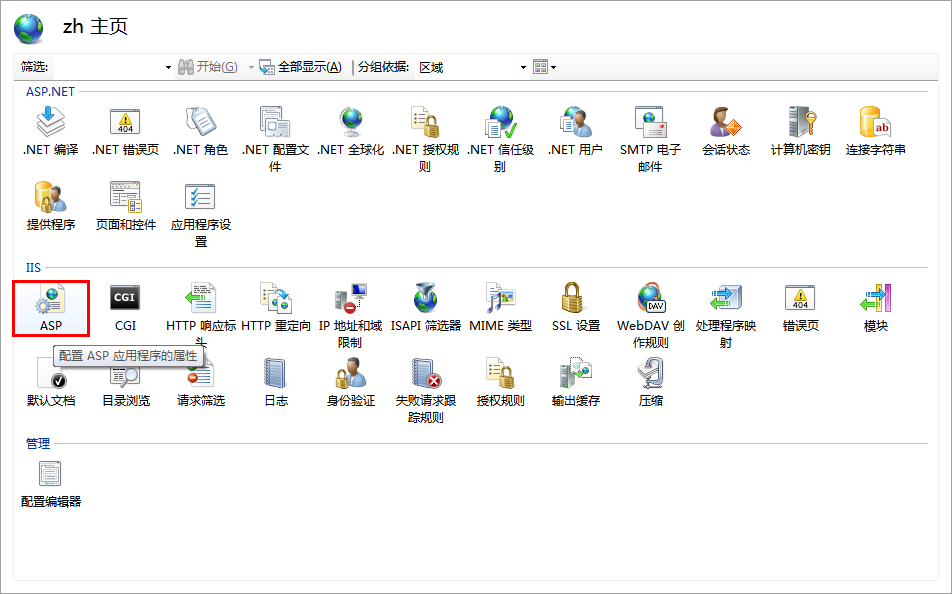 zh 主页
筛选: 开始(G) 全部显示(A) 分组依据: 区域
ASP.NET
.NET 编译 .NET 错误页 .NET 角色 .NET 配置文件 .NET 全球化 .NET 授权规则 .NET 信任级别 .NET 用户 SMTP 电子邮件 会话状态 计算机密钥 连接字符串
404
ab
提供程序 页面和控件 应用程序设置
IIS
CGI
DAV
404
ASP CGI HTTP 响应标头 HTTP 重定向 IP 地址和域限制 ISAPI 筛选器 MIME 类型 SSL 设置 WebDAV 创作规则 处理程序映射 错误页 模块
配置 ASP 应用程序的属性
默认文档 目录浏览 请求筛选 日志 身份验证 失败请求跟踪规则 授权规则 输出缓存 压缩
管理
配置编辑器